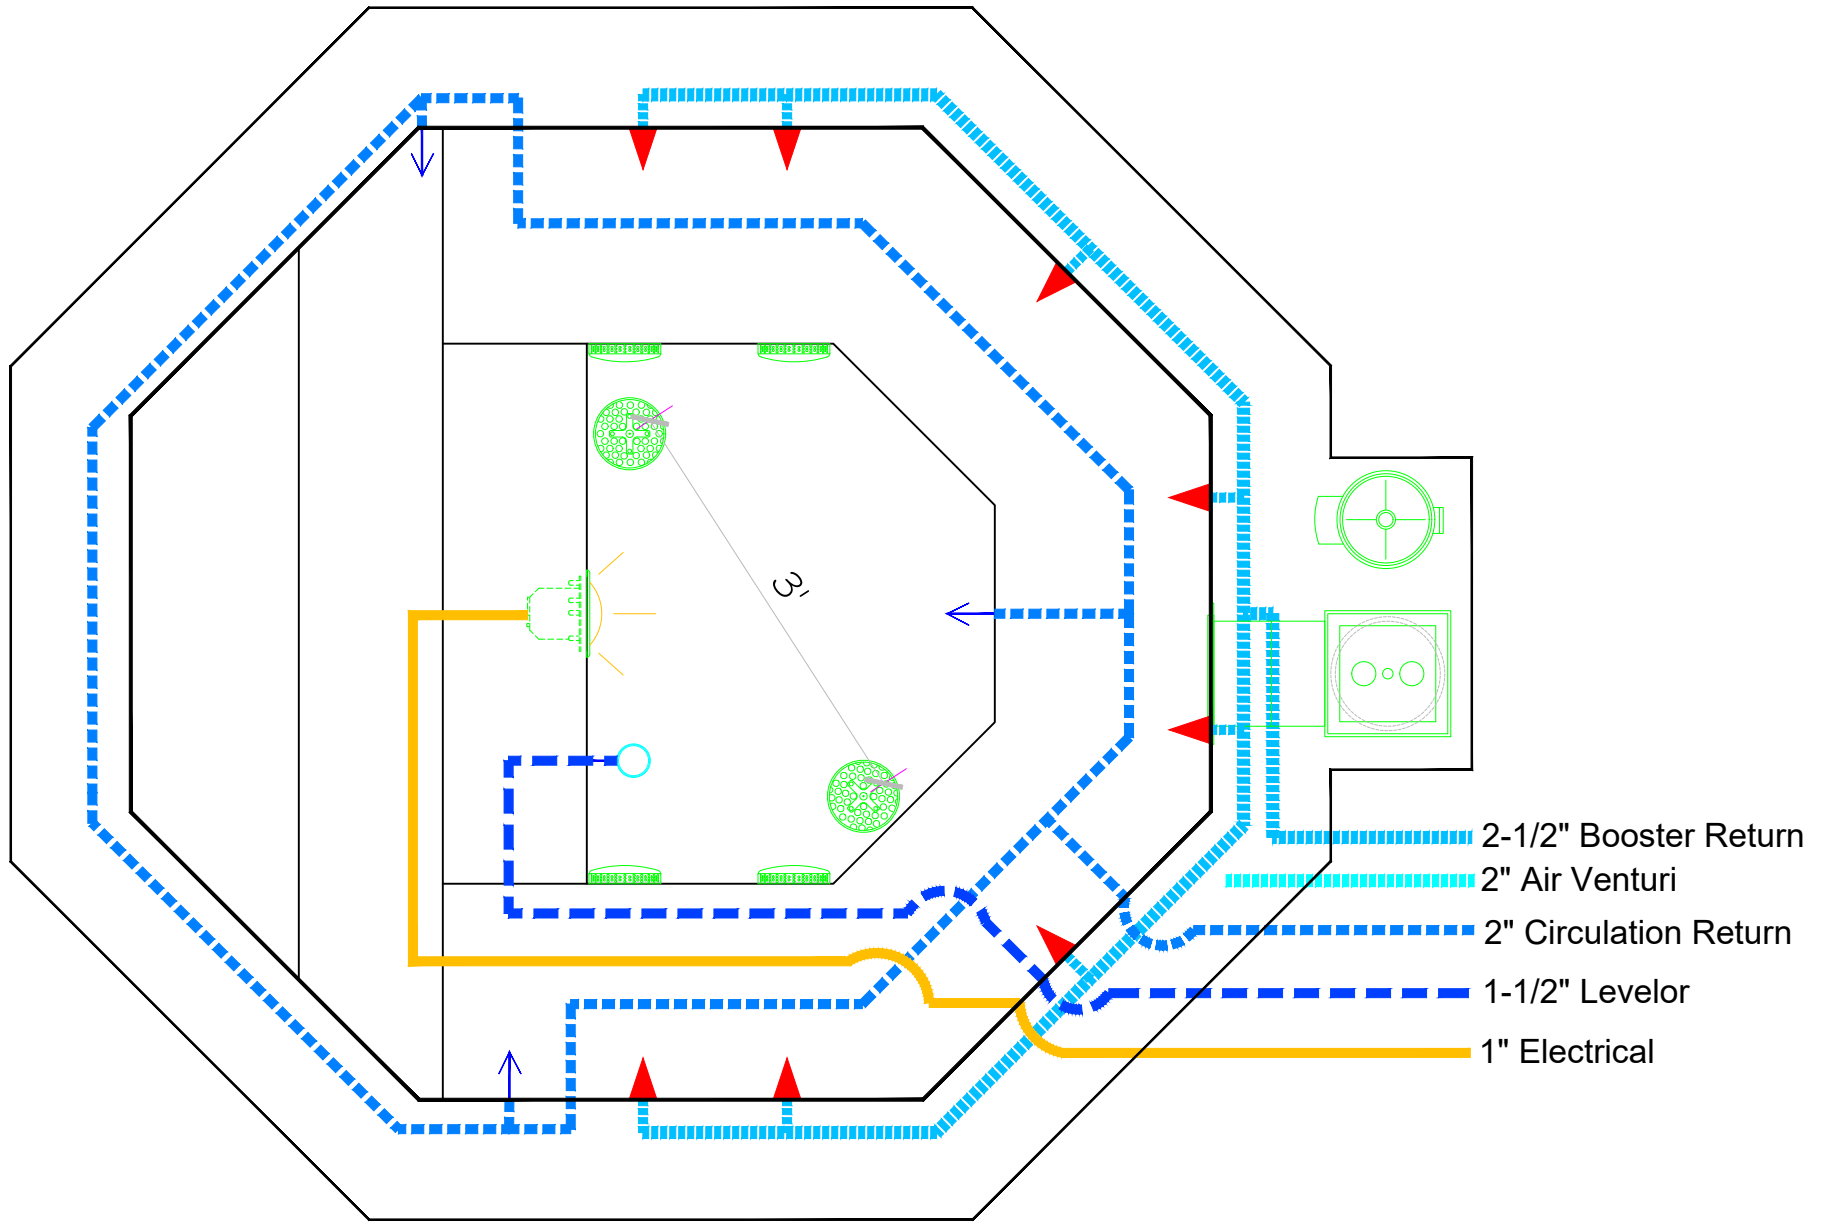 3'
2-1/2" Booster Return
2" Air Venturi
2" Circulation Return
1-1/2" Levelor
1" Electrical